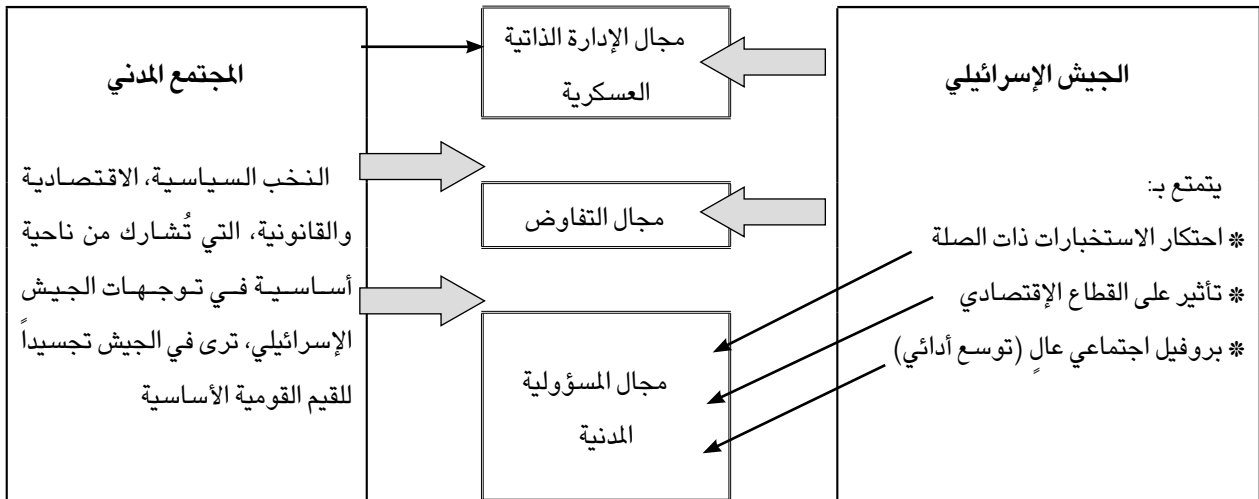 الجيش الإسرائيلي
يتمتع بـ:
* احتكار الاستخبارات ذات الصلة
* تأثير على القطاع الإقتصادي
* بروفيل اجتماعي عالٍ (توسع أدائي)
مجال الإدارة الذاتية
العسكرية
مجال التفاوض
مجال المسؤولية
المدنية
المجتمع المدني
النخب السياسية، الاقتصادية
والقانونية، التي تُشارك من ناحية
أساسية في توجهات الجيش
الإسرائيلي، ترى في الجيش تجسيداً
للقيم القومية الأساسية